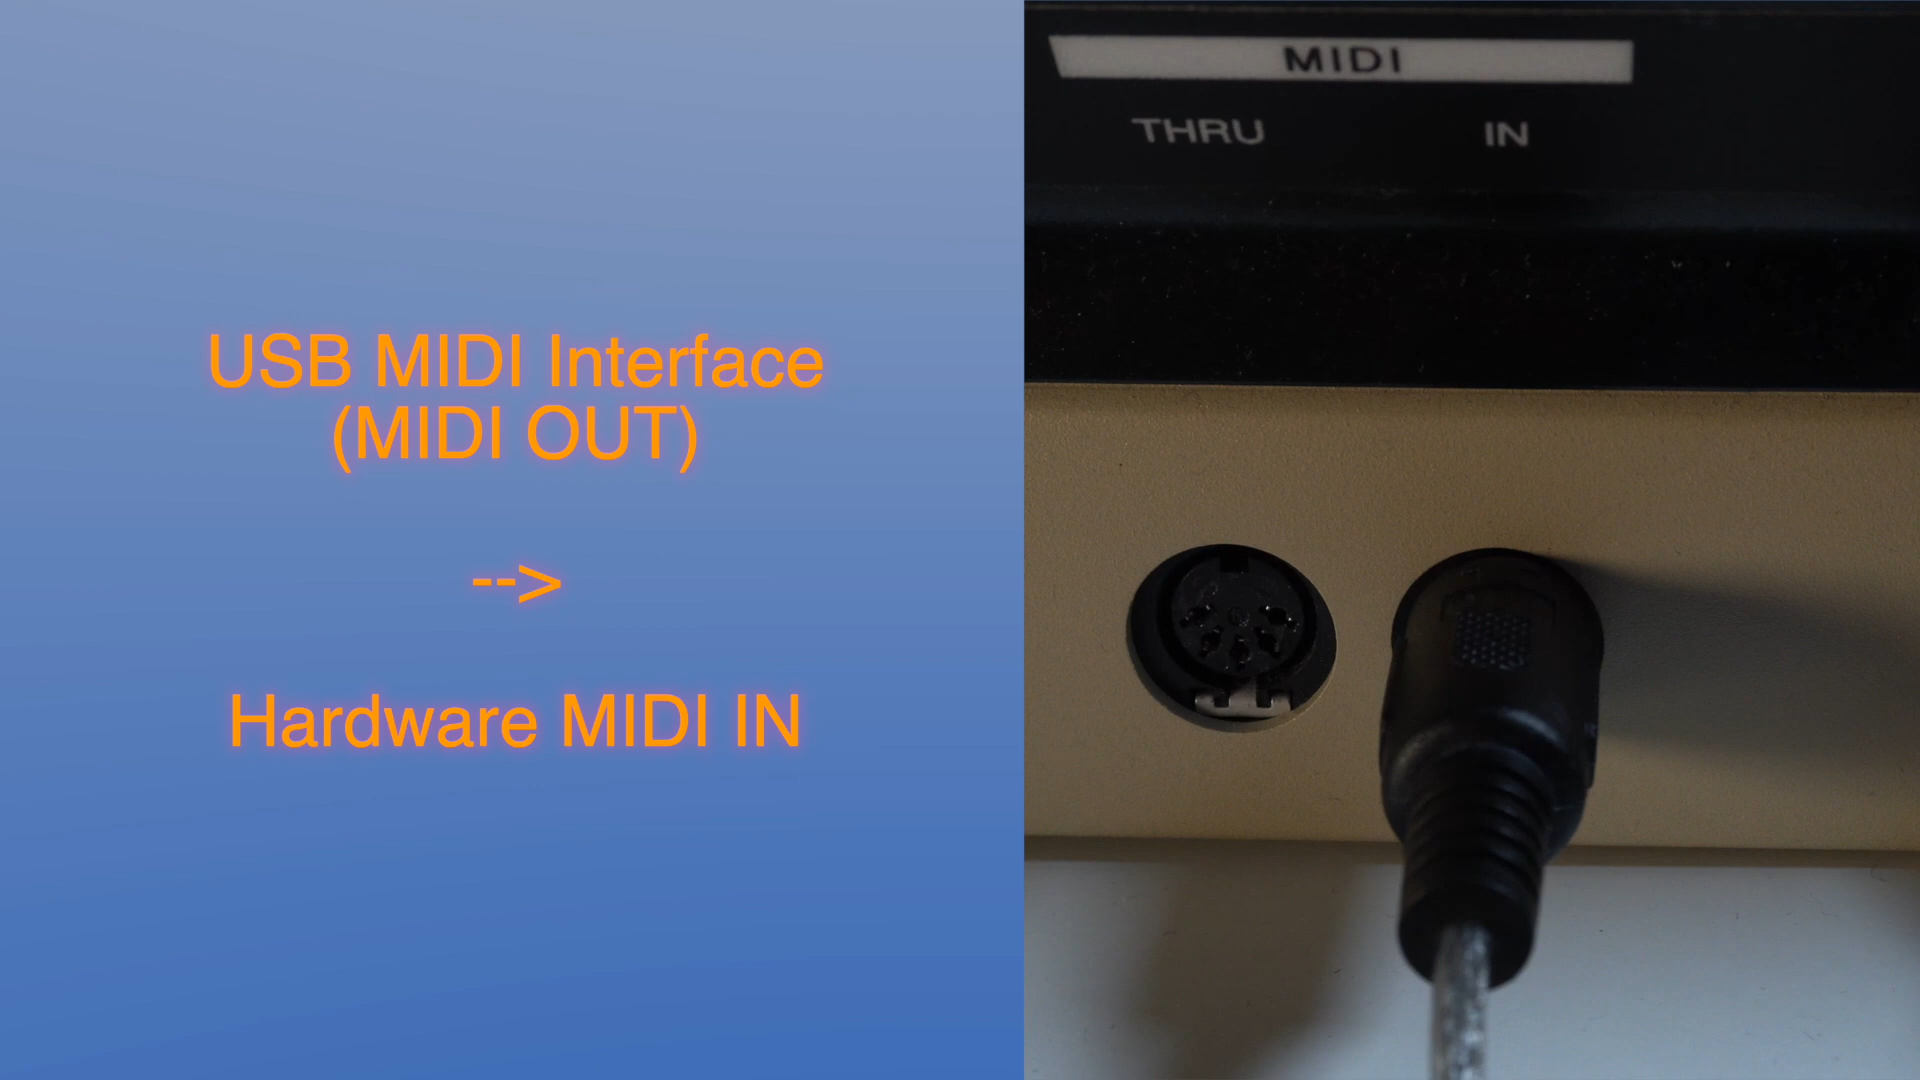 USB MIDI Interface
(MIDI OUT)
-->
Hardware MIDI IN
MIDI
THRU IN